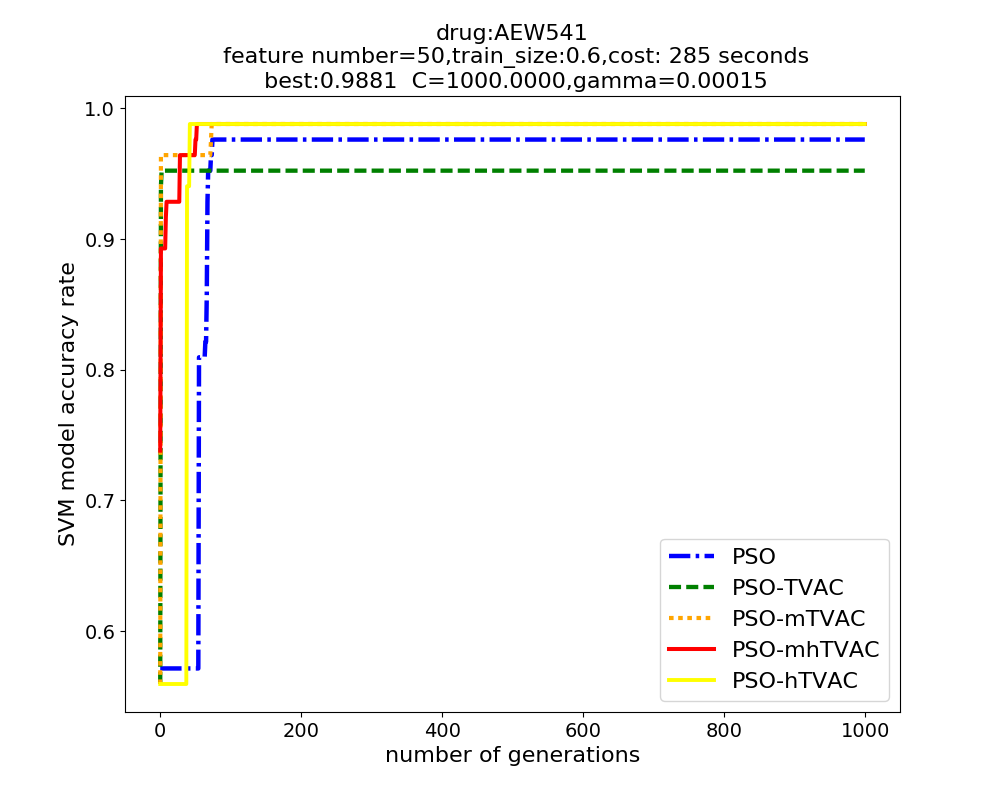 drug:AEW541
feature number=50,train_size:0.6,cost: 285 seconds
best:0.9881  C=1000.0000,gamma=0.00015
1.0
0.9
0.8
0.7
0.6
SVM model accuracy rate
PSO
PSO-TVAC
PSO-mTVAC
PSO-mhTVAC
PSO-hTVAC
0 200 400 600 800 1000
number of generations